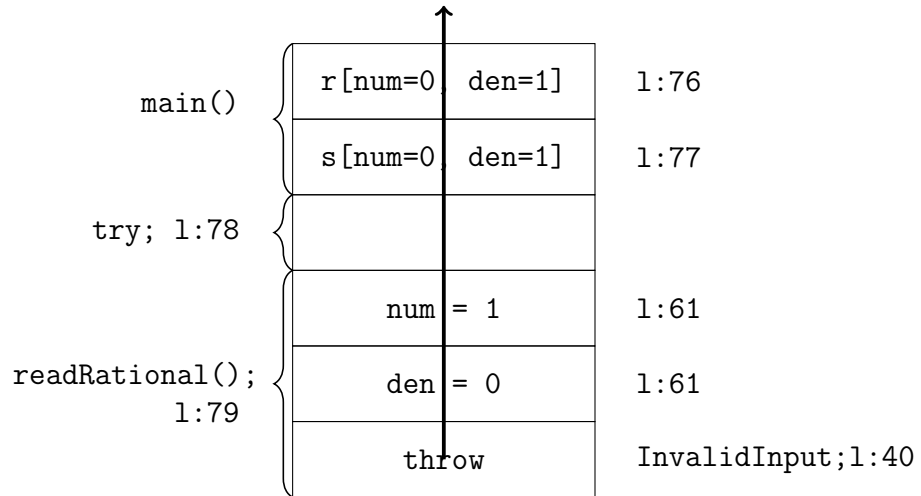 main()
r[num=0, den=1] l:76
s[num=0, den=1] l:77
try; l:78
num = 1 l:61
readRational();
l:79
den = 0 l:61
throw InvalidInput;l:40